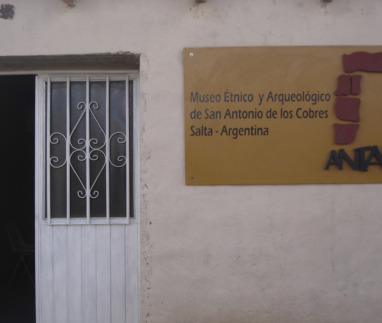 Museo Étnico y Arqueológico
de San Antonio de los Cobres
Salta - Argentina
ANTA